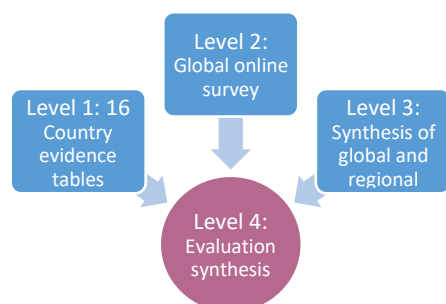 Level 2:
Global online
survey
Level 1: 16
Country
evidence
tables
Level 3:
Synthesis of
global and
regional
Level 4:
Evaluation
synthesis